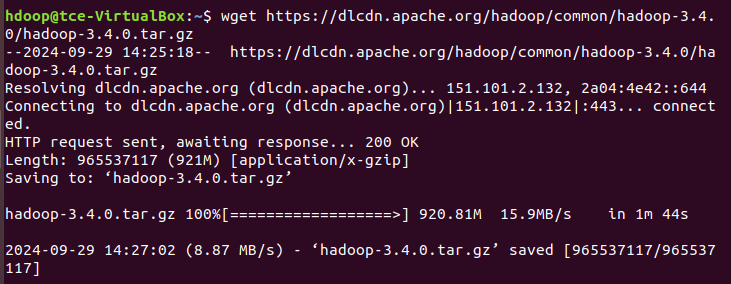 hdoop@tce-VirtualBox:~$ wget https://dlcdn.apache.org/hadoop/common/hadoop-3.4.
0/hadoop-3.4.0.tar.gz
--2024-09-29 14:25:18--  https://dlcdn.apache.org/hadoop/common/hadoop-3.4.0/ha
doop-3.4.0.tar.gz
Resolving dlcdn.apache.org (dlcdn.apache.org)... 151.101.2.132, 2a04:4e42::644
Connecting to dlcdn.apache.org (dlcdn.apache.org)|151.101.2.132|:443... connect
ed.
HTTP request sent, awaiting response... 200 OK
Length: 965537117 (921M) [application/x-gzip]
Saving to: ‘hadoop-3.4.0.tar.gz’
hadoop-3.4.0.tar.gz 100%[==================>] 920.81M  15.9MB/s    in 1m 44s
2024-09-29 14:27:02 (8.87 MB/s) - ‘hadoop-3.4.0.tar.gz’ saved [965537117/965537
117]